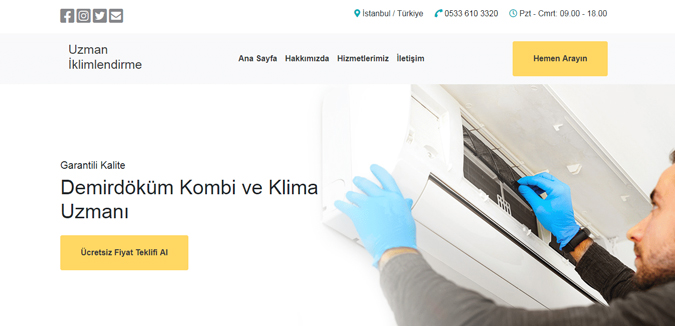 İstanbul / Türkiye 0533 610 3320 Pzt - Cmrt: 09.00 - 18.00
Uzman
İklimlendirme
Ana Sayfa Hakkımızda Hizmetlerimiz İletişim
Hemen Arayın
Garantili Kalite
Demirdöküm Kombi ve Klima
Uzmanı
Ücretsiz Fiyat Teklifi Al